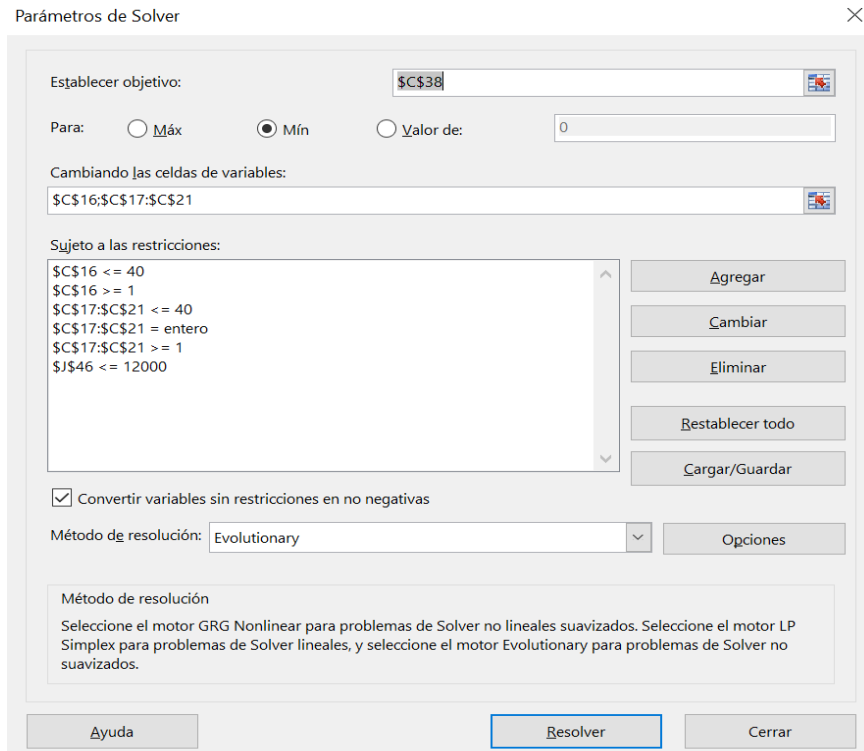 Parámetros de Solver
Establecer objetivo:
$C$38
Para:
Máx
Mín
Valor de:
0
Cambiando las celdas de variables:
$C$16;$C$17:$C$21
Sujeto a las restricciones:
$C$16 <= 40
$C$16 >= 1
$C$17:$C$21 <= 40
$C$17:$C$21 = entero
$C$17:$C$21 >= 1
$J$46 <= 12000
Agregar
Cambiar
Eliminar
Restablecer todo
Cargar/Guardar
Convertir variables sin restricciones en no negativas
Método de resolución:
Evolutionary
Opciones
Método de resolución
Seleccione el motor GRG Nonlinear para problemas de Solver no lineales suavizados. Seleccione el motor LP
Simplex para problemas de Solver lineales, y seleccione el motor Evolutionary para problemas de Solver no
suavizados.
Ayuda
Resolver
Cerrar